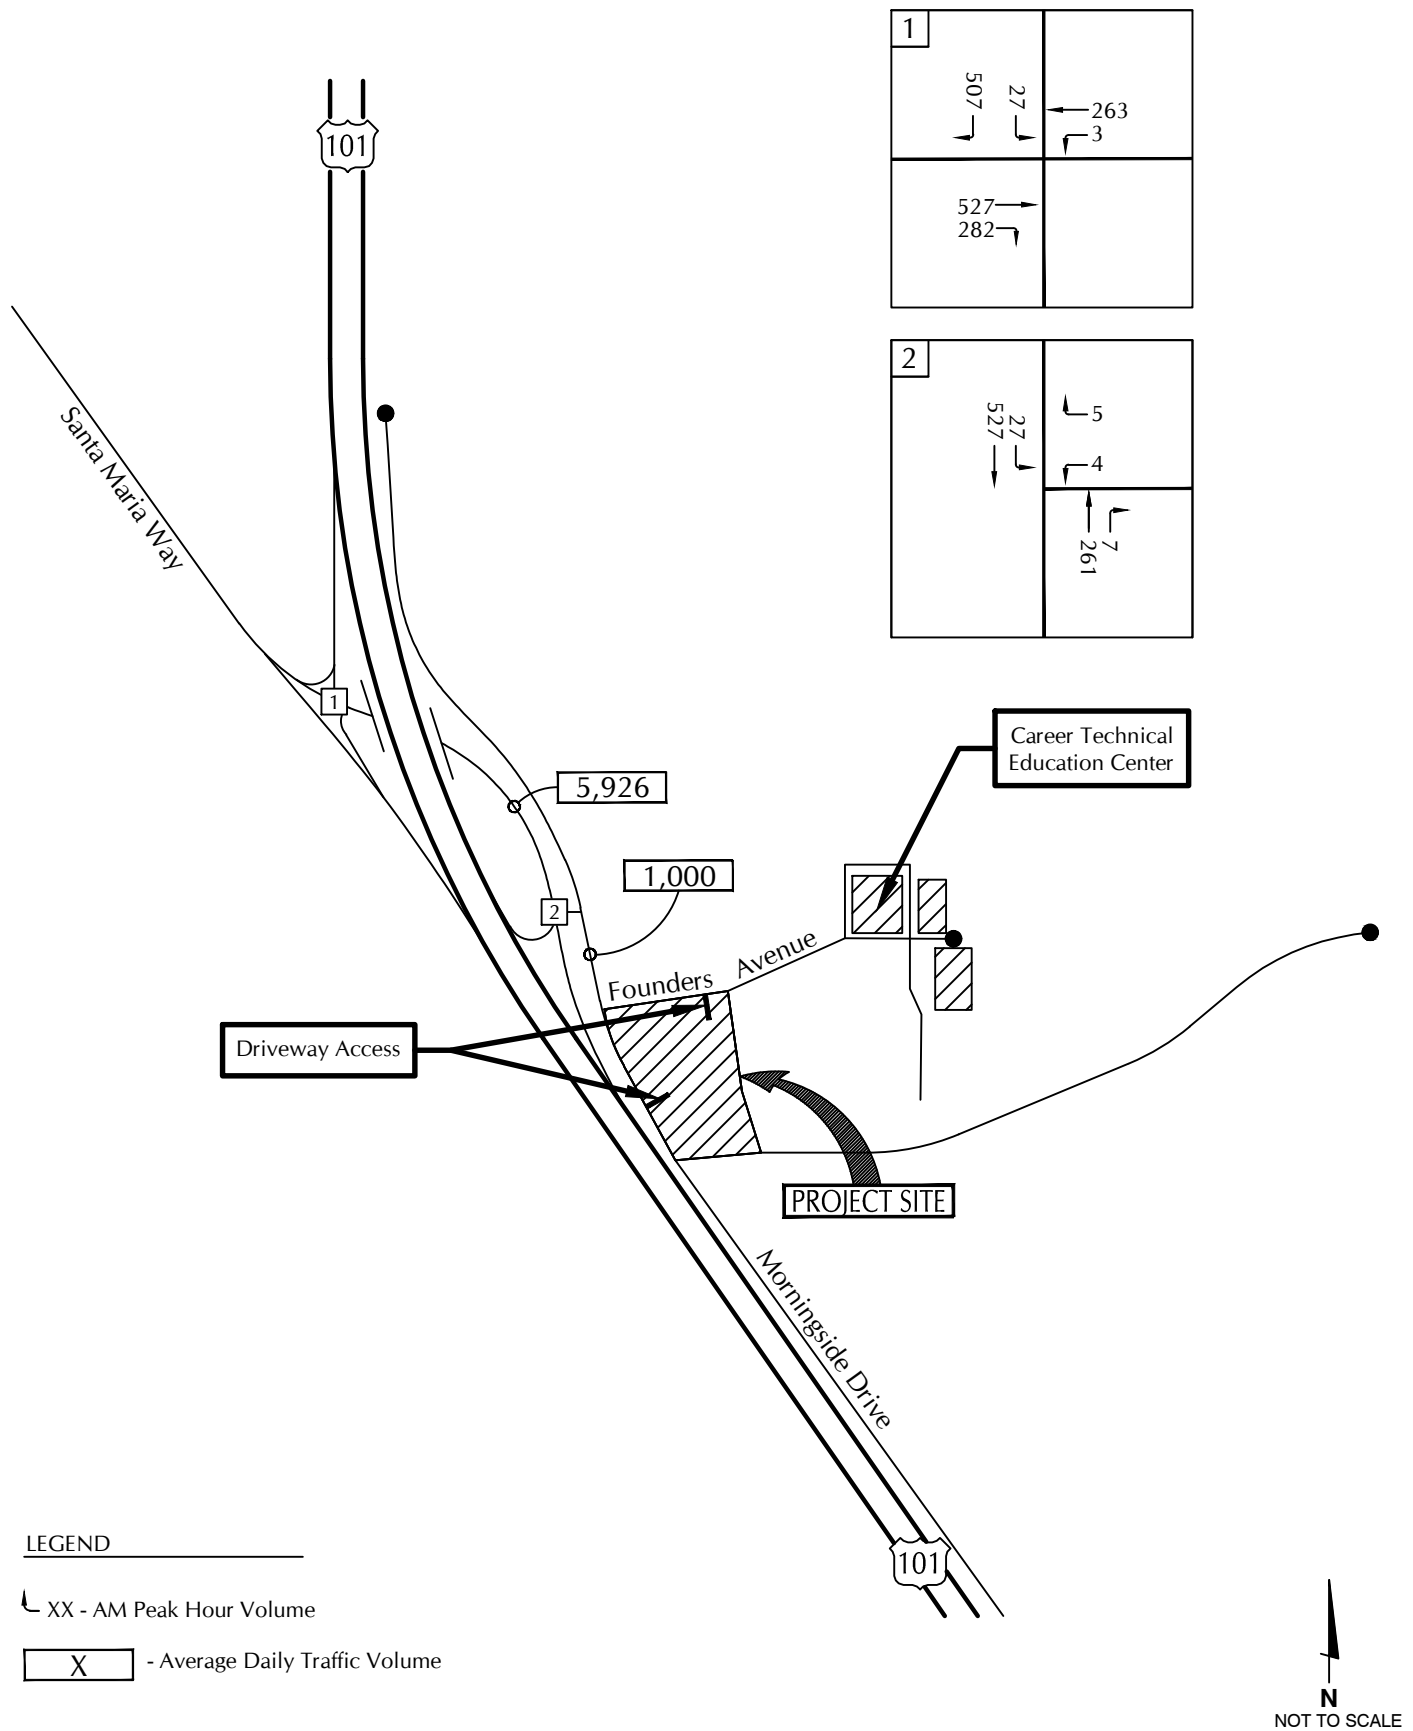 1
507
27
263
3
527
282
101
2
527
27
5
4
7
261
Santa Maria Way
1
Career Technical
Education Center
5,926
1,000
2
Founders Avenue
Driveway Access
PROJECT SITE
Morningside Drive
LEGEND
XX - AM Peak Hour Volume
X - Average Daily Traffic Volume
101
N
NOT TO SCALE